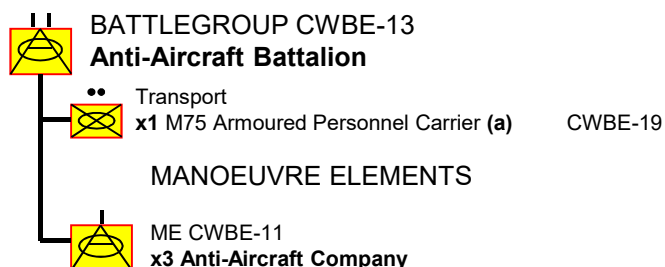 BATTLEGROUP CWBE-13
Anti-Aircraft Battalion
Transport
x1 M75 Armoured Personnel Carrier (a) CWBE-19
MANOEUVRE ELEMENTS
ME CWBE-11
x3 Anti-Aircraft Company